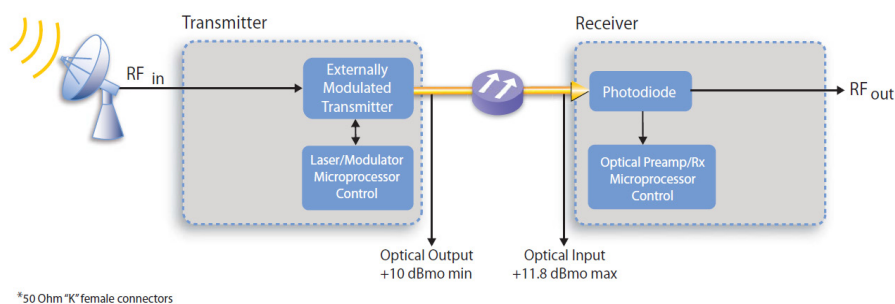 Transmitter
Receiver
RF in
Externally
Modulated
Transmitter
Photodiode
RF out
Laser/Modulator
Microprocessor
Control
Optical Preamp/Rx
Microprocessor
Control
Optical Output
+10 dBmo min
Optical Input
+11.8 dBmo max
*50 Ohm "K" female connectors